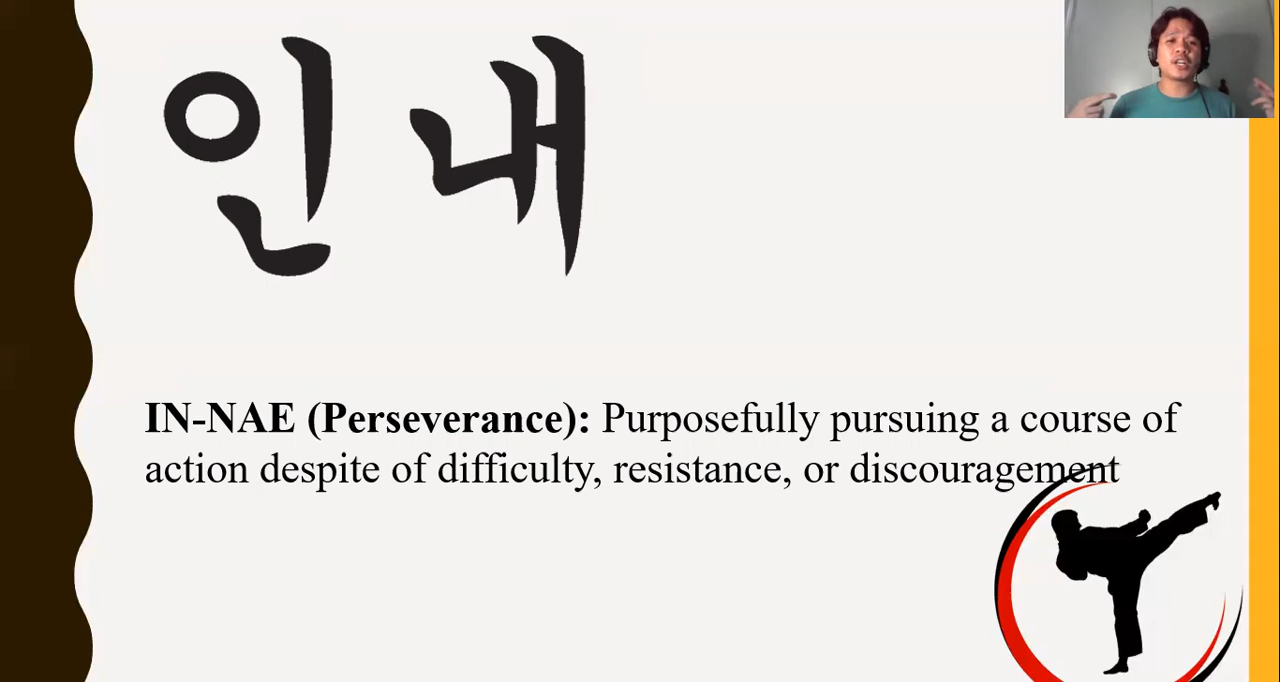 인내
IN-NAE (Perseverance): Purposefully pursuing a course of
action despite of difficulty, resistance, or discouragement